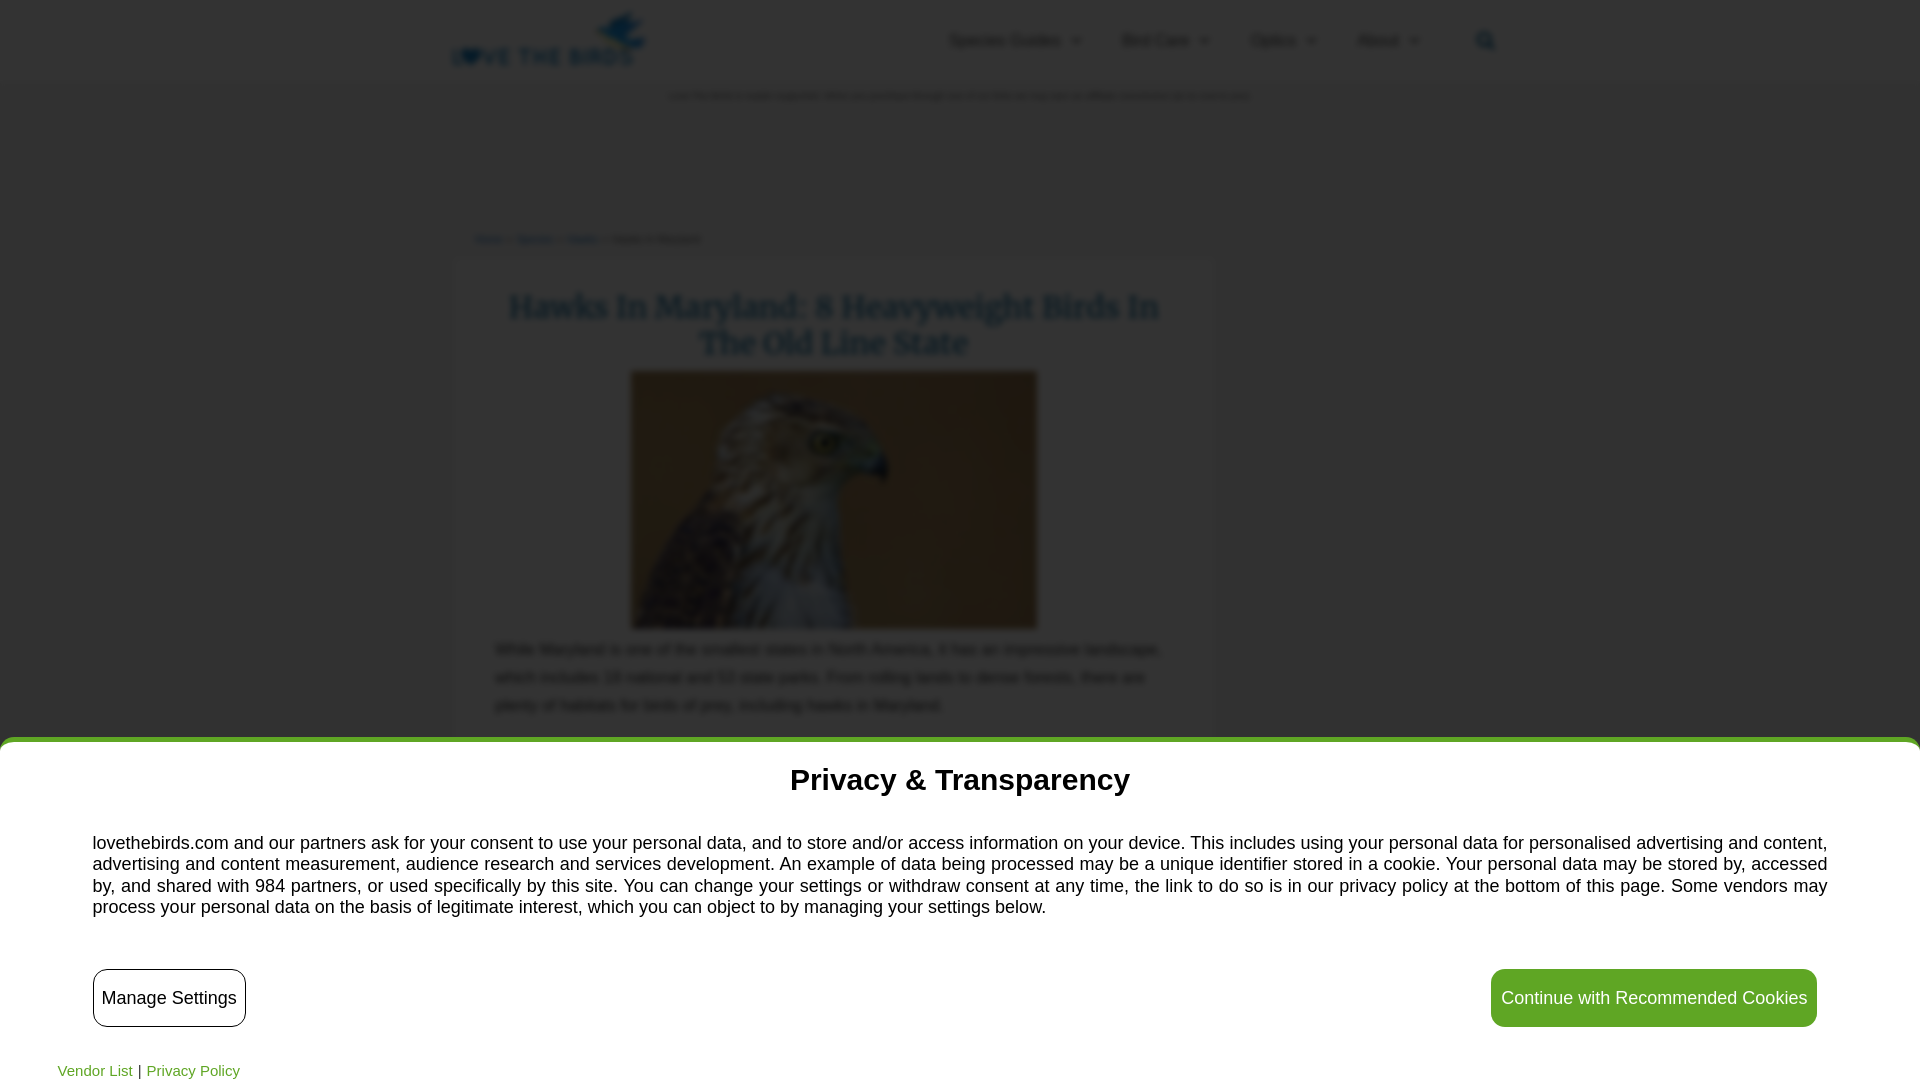 LOVE THE BIRDS
Species Guides
Bird Care
Optics
About
Hawks In Maryland: 8 Heavyweight Birds In
The Old Line State
While Maryland is one of the smallest states in North America, it has an impressive landscape,
which includes 18 national and 53 state parks. From rolling lands to dense forests, there are
plenty of habitats for birds of prey, including hawks in Maryland.
Privacy & Transparency
lovethebirds.com and our partners ask for your consent to use your personal data, and to store and/or access information on your device. This includes using your personal data for personalised advertising and content,
advertising and content measurement, audience research and services development. An example of data being processed may be a unique identifier stored in a cookie. Your personal data may be stored by, accessed
by, and shared with 984 partners, or used specifically by this site. You can change your settings or withdraw consent at any time, the link to do so is in our privacy policy at the bottom of this page. Some vendors may
process your personal data on the basis of legitimate interest, which you can object to by managing your settings below.
Manage Settings
Continue with Recommended Cookies
Vendor List | Privacy Policy